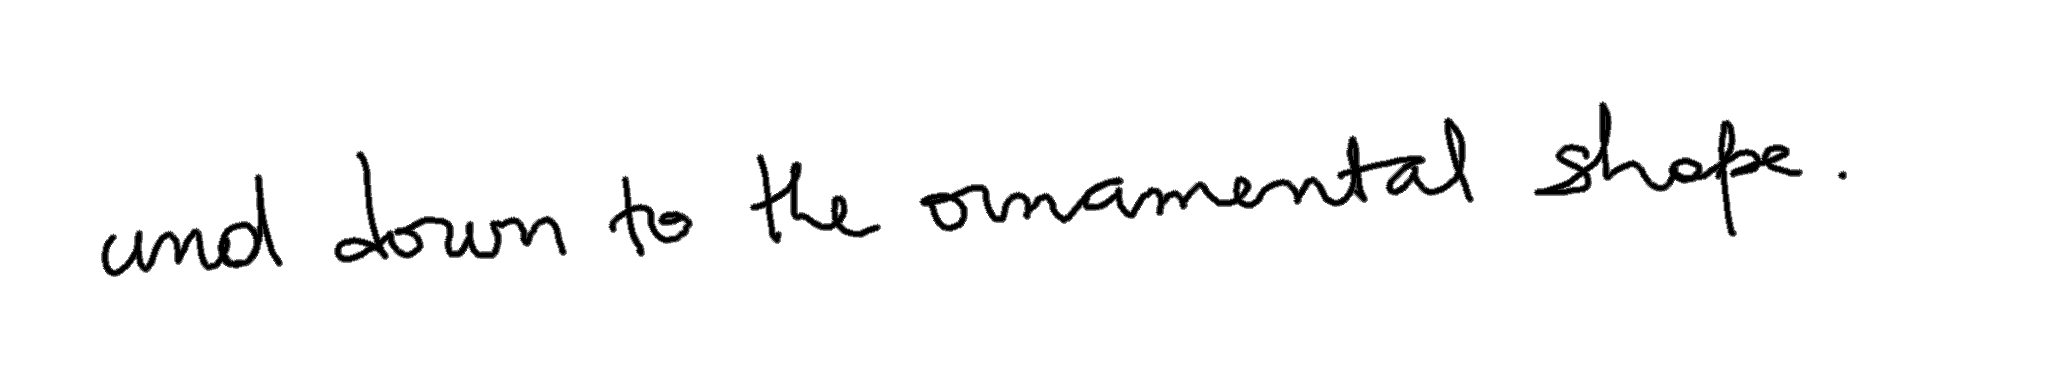 and down to the ornamental shape.